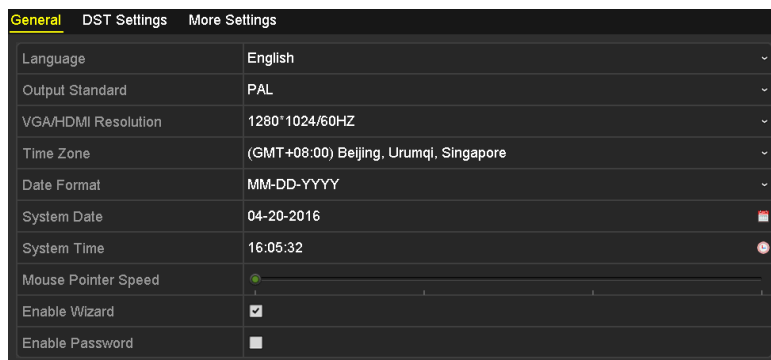 General DST Settings More Settings
Language English
Output Standard PAL
VGA/HDMI Resolution 1280*1024/60HZ
Time Zone (GMT+08:00) Beijing, Urumqi, Singapore
Date Format MM-DD-YYYY
System Date 04-20-2016
System Time 16:05:32
Mouse Pointer Speed
Enable Wizard
Enable Password